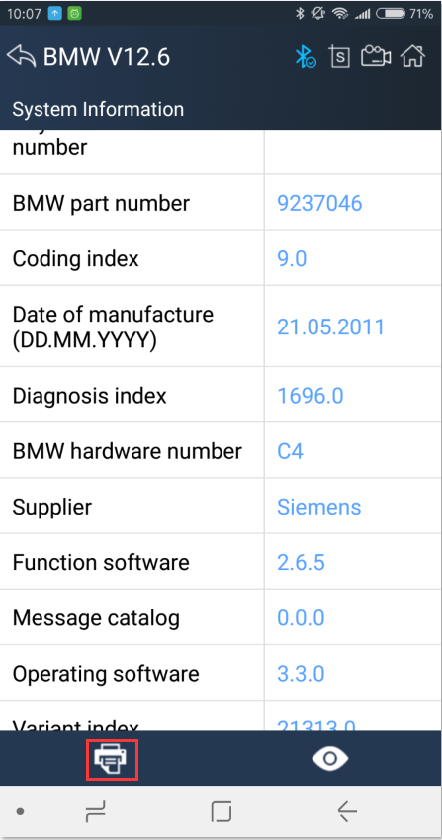 10:07 71%
BMW V12.6
S
System Information
number
BMW part number 9237046
Coding index 9.0
Date of manufacture
(DD.MM.YYYY) 21.05.2011
Diagnosis index 1696.0
BMW hardware number C4
Supplier Siemens
Function software 2.6.5
Message catalog 0.0.0
Operating software 3.3.0
Variant index 21313.0